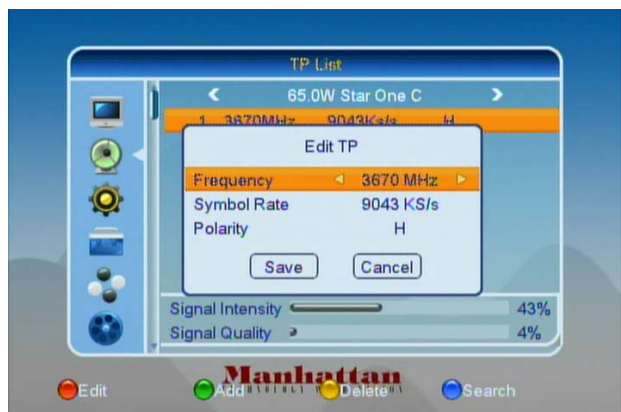 TP List
65.0W Star One C
1 3670MHz 9043Ks/s H
Edit TP
Frequency 3670 MHz
Symbol Rate 9043 KS/s
Polarity H
Save Cancel
Signal Intensity 43%
Signal Quality 4%
Manhattan
Edit Add Delete Search